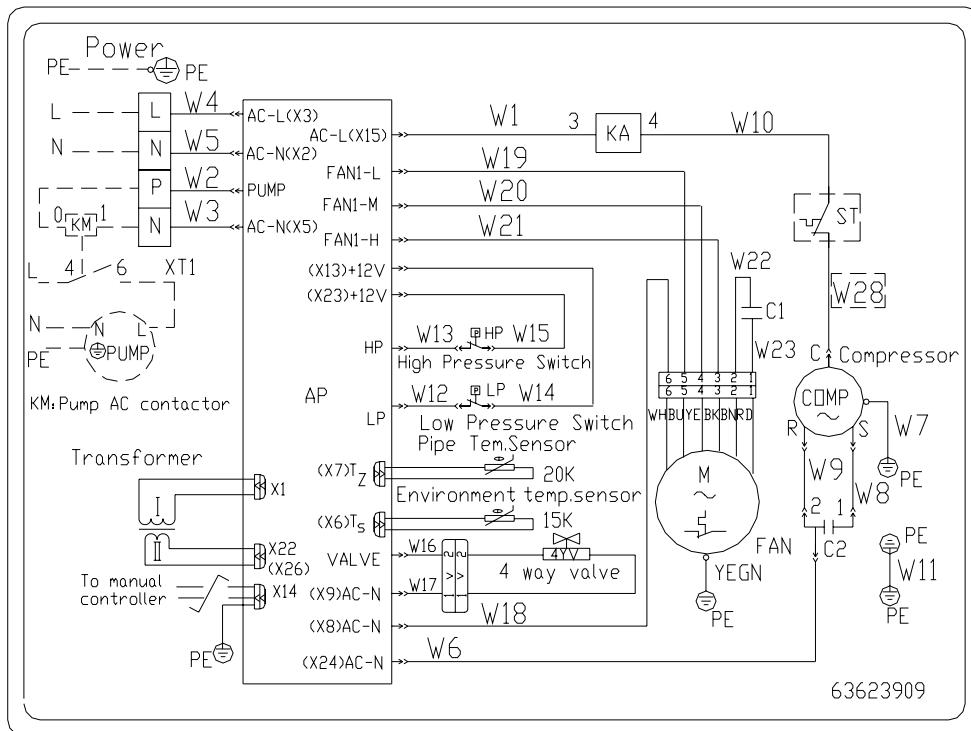 Power
PE PE
L L W4 AC-L(X3)
N N W5 AC-N(X2)
P W2 PUMP
0 KM 1 N W3 AC-N(X5)
L 4 6 XT1
N N L
PE PUMP
KM:Pump AC contactor
AP
AC-L(X15) W1 3 KA 4 W10
FAN1-L W19
FAN1-M W20
FAN1-H W21
(X13)+12V
(X23)+12V
HP W13 P HP W15
High Pressure Switch
LP W12 P LP W14
Low Pressure Switch
Pipe Tem.Sensor
(X7)TZ 20K
Environment temp.sensor
(X6)TS 15K
VALVE W16 2 2 4YV
4 way valve
(X9)AC-N W17 1 >> 1
(X8)AC-N W18
(X24)AC-N W6
Transformer
I X1
II X22
(X26)
To manual
controller
X14
PE
W22
C1
W23
6 5 4 3 2 1
6 5 4 3 2 1
WH BU YE BK BN RD
M
FAN
YEGN
PE
ST
W28
C Compressor
COMP
R S W7
PE
W9 W8
2 1
C2
PE
W11
PE
63623909